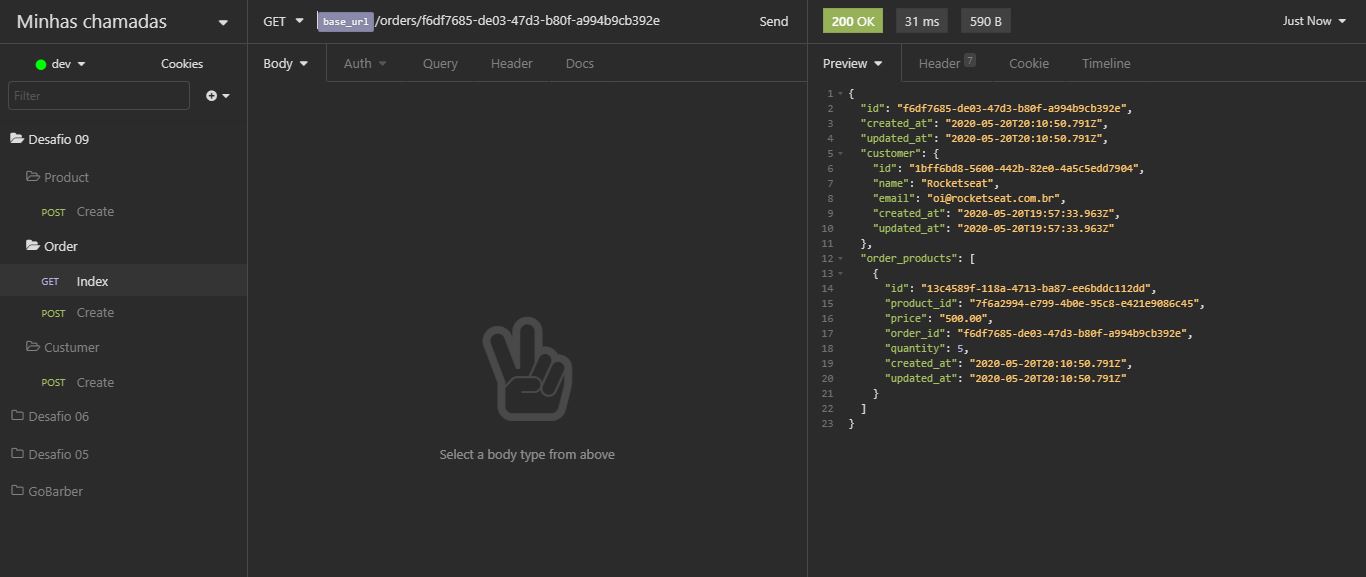 Minhas chamadas
dev
Cookies
Filter
Desafio 09
Product
POST Create
Order
GET Index
POST Create
Custumer
POST Create
Desafio 06
Desafio 05
GoBarber
GET base_url/orders/f6df7685-de03-47d3-b80f-a994b9cb392e Send
Body Auth Query Header Docs
Select a body type from above
200 OK 31 ms 590 B Just Now
Preview Header 7 Cookie Timeline
1 {
2 "id": "f6df7685-de03-47d3-b80f-a994b9cb392e",
3 "created_at": "2020-05-20T20:10:50.791Z",
4 "updated_at": "2020-05-20T20:10:50.791Z",
5 "customer": {
6 "id": "1bff6bd8-5600-442b-82e0-4a5c5edd7904",
7 "name": "Rocketseat",
8 "email": "oi@rocketseat.com.br",
9 "created_at": "2020-05-20T19:57:33.963Z",
10 "updated_at": "2020-05-20T19:57:33.963Z"
11 },
12 "order_products": [
13 {
14 "id": "13c4589f-118a-4713-ba87-ee6bddc112dd",
15 "product_id": "7f6a2994-e799-4b0e-95c8-e421e9086c45",
16 "price": "500.00",
17 "order_id": "f6df7685-de03-47d3-b80f-a994b9cb392e",
18 "quantity": 5,
19 "created_at": "2020-05-20T20:10:50.791Z",
20 "updated_at": "2020-05-20T20:10:50.791Z"
21 }
22 ]
23 }